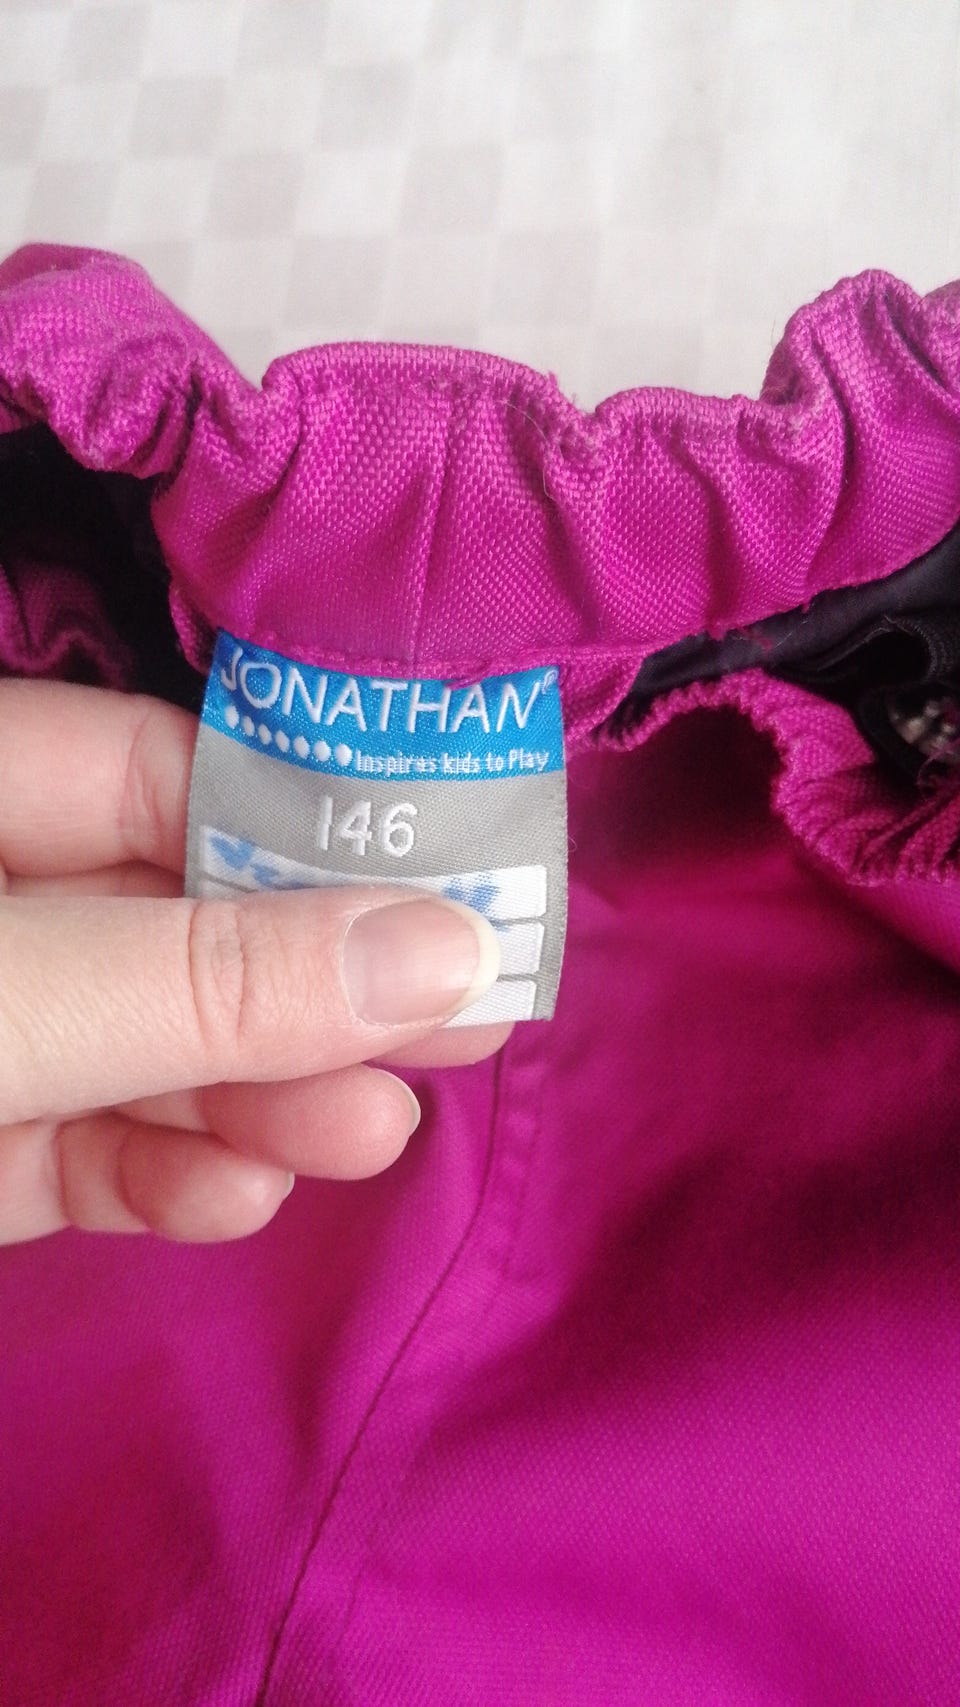 JONATHAN®
Inspires kids to Play
146